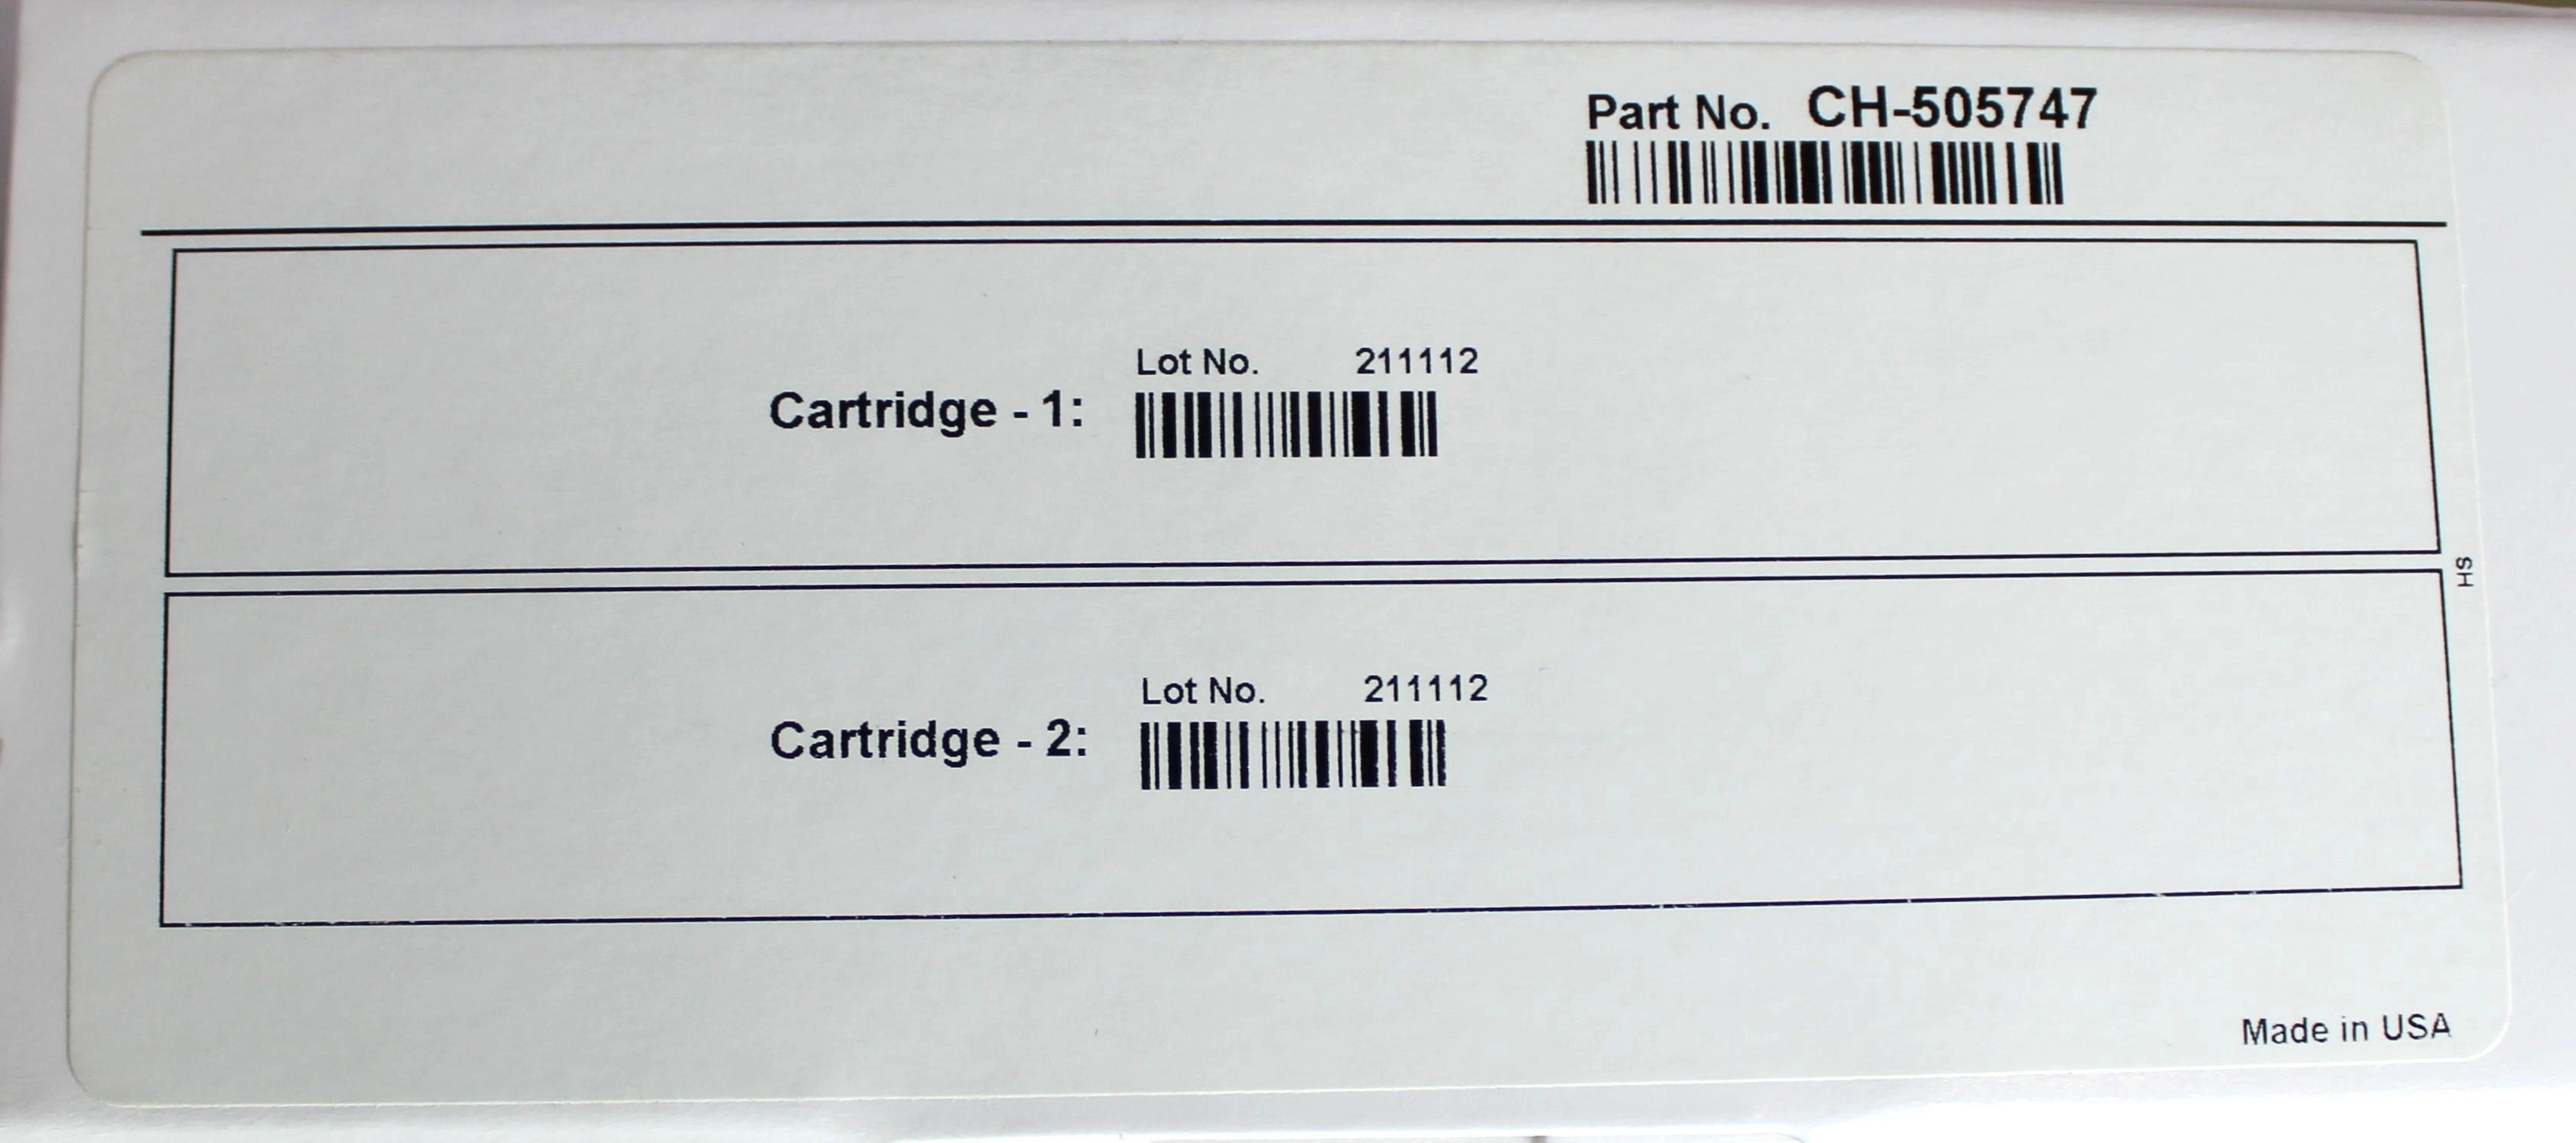 Part No. CH-505747
Lot No. 211112
Cartridge - 1:
HS
Lot No. 211112
Cartridge - 2:
Made in USA